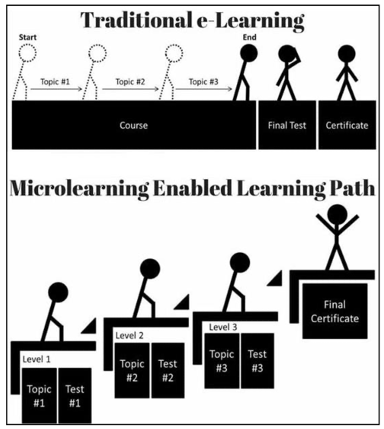 Traditional e-Learning
Start
End
Topic #1
Topic #2
Topic #3
Course
Final Test
Certificate
Microlearning Enabled Learning Path
Level 1
Topic
#1
Test
#1
Level 2
Topic
#2
Test
#2
Level 3
Topic
#3
Test
#3
Final
Certificate